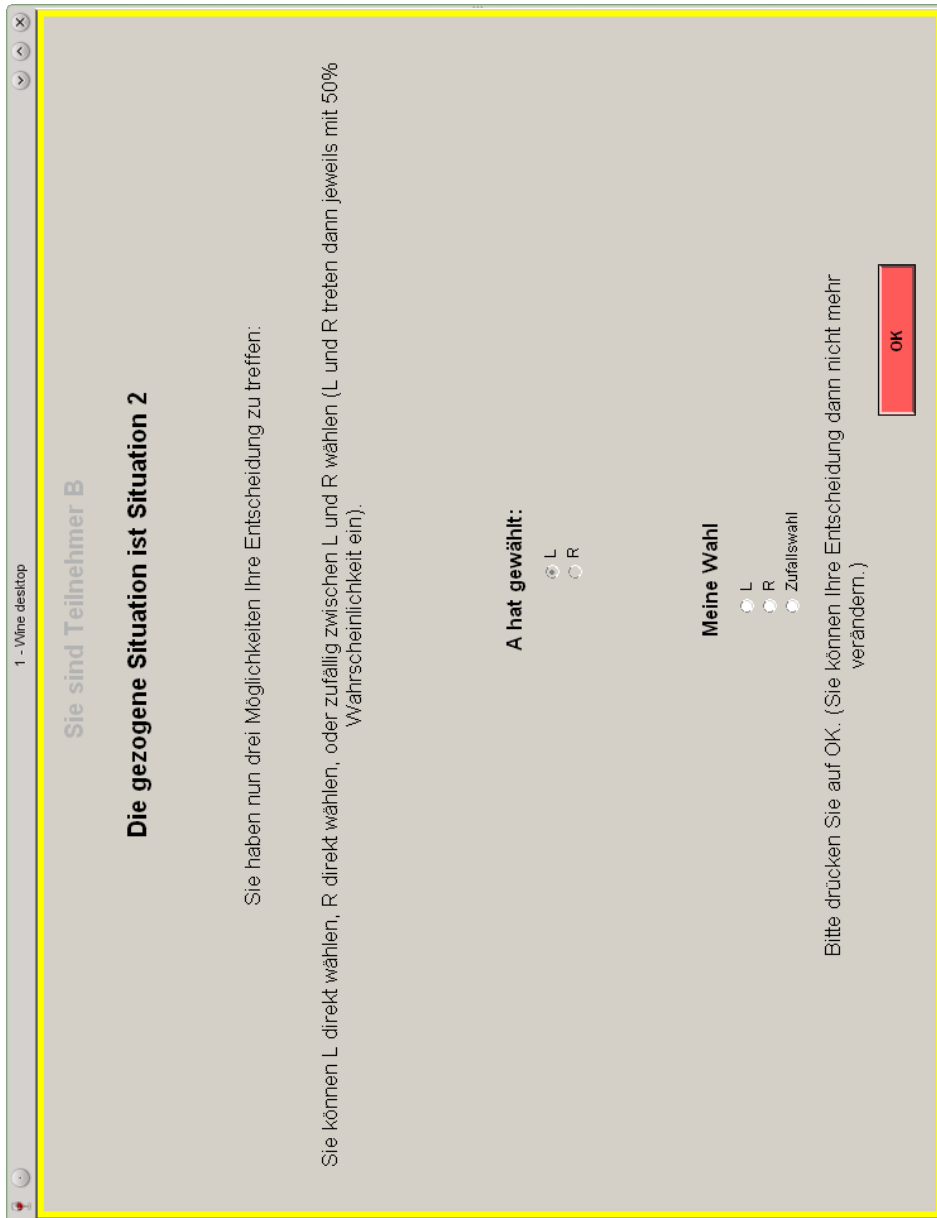 1 - Wine desktop
Sie sind Teilnehmer B
Die gezogene Situation ist Situation 2
Sie haben nun drei Möglichkeiten Ihre Entscheidung zu treffen:
Sie können L direkt wählen, R direkt wählen, oder zufällig zwischen L und R wählen (L und R treten dann jeweils mit 50%
Wahrscheinlichkeit ein).
A hat gewählt:
L
R
Meine Wahl
L
R
Zufallswahl
Bitte drücken Sie auf OK. (Sie können Ihre Entscheidung dann nicht mehr
verändern.)
OK